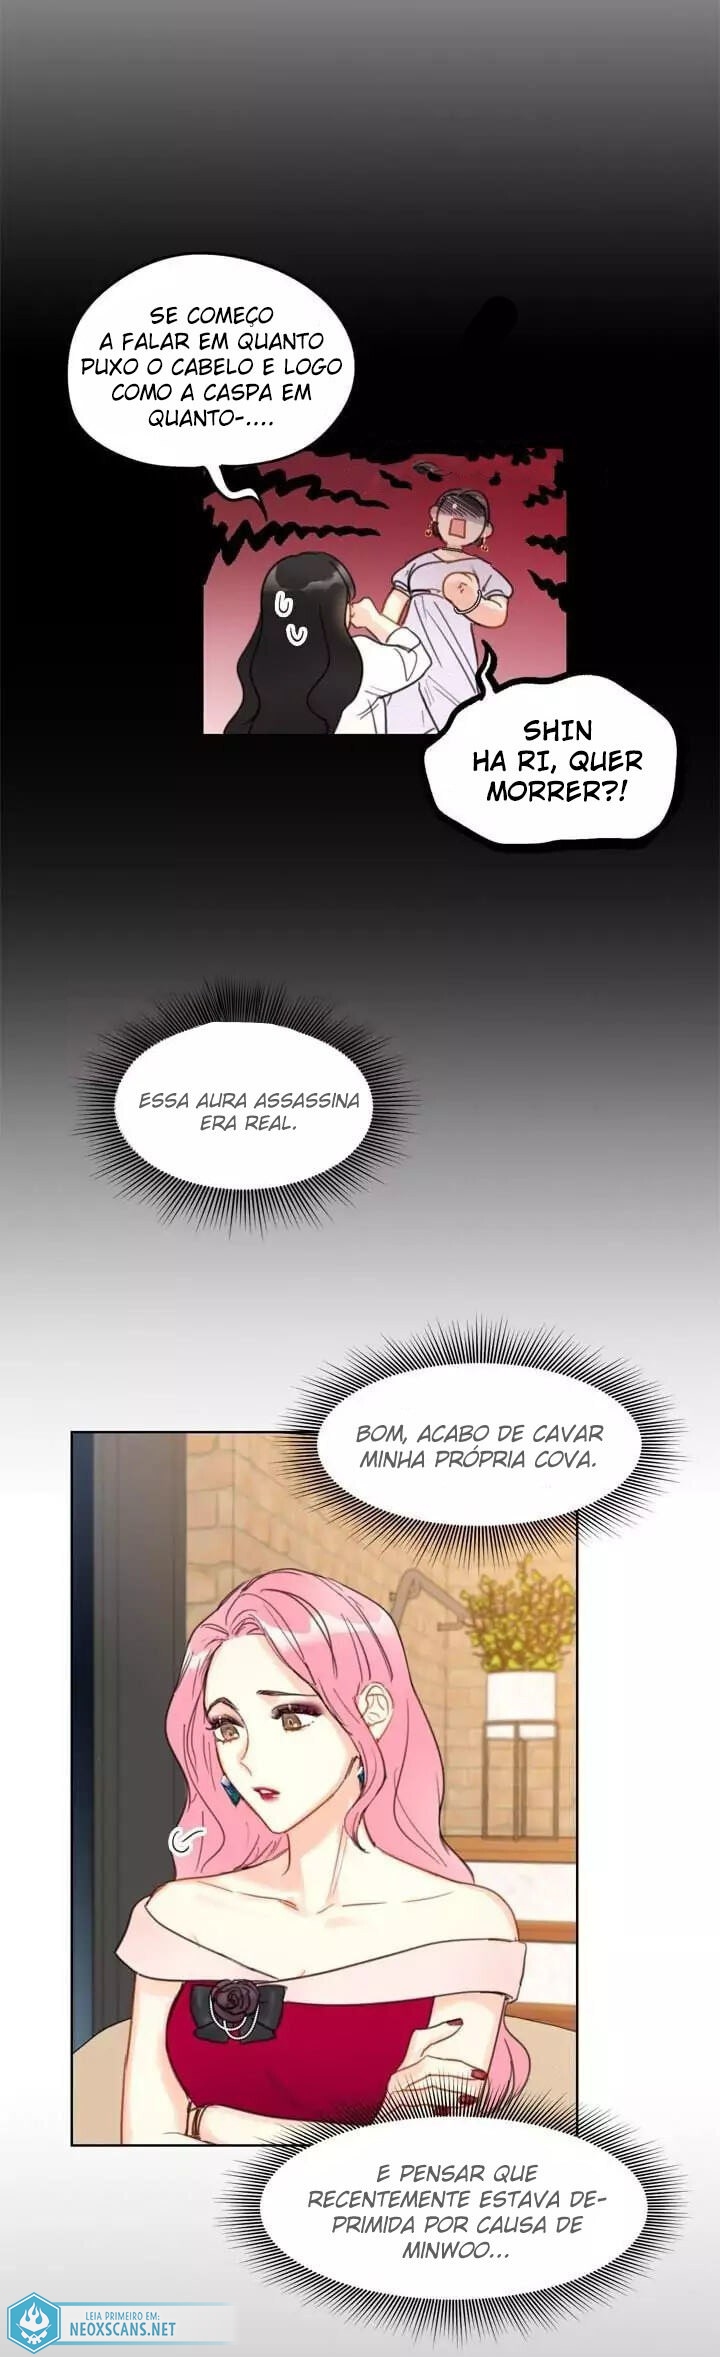 SE COMEÇO
A FALAR EM QUANTO
PUXO O CABELO E LOGO
COMO A CASPA EM
QUANTO-....
SHIN
HA RI, QUER
MORRER?!
ESSA AURA ASSASSINA
ERA REAL.
BOM, ACABO DE CAVAR
MINHA PRÓPRIA COVA.
E PENSAR QUE
RECENTEMENTE ESTAVA DE-
PRIMIDA POR CAUSA DE
MINWOO...
LEIA PRIMEIRO EM:
NEOXSCANS.NET